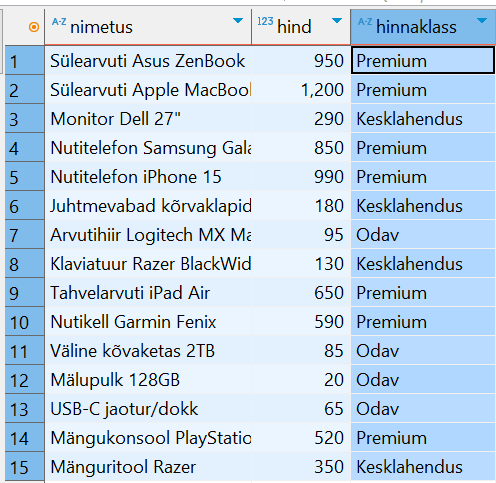 A-Z nimetus 123 hind A-Z hinnaklass
1 Sülearvuti Asus ZenBook 950 Premium
2 Sülearvuti Apple MacBool 1,200 Premium
3 Monitor Dell 27" 290 Kesklahendus
4 Nutitelefon Samsung Gala 850 Premium
5 Nutitelefon iPhone 15 990 Premium
6 Juhtmevabad kõrvaklapid 180 Kesklahendus
7 Arvutihiir Logitech MX Ma 95 Odav
8 Klaviatuur Razer BlackWid 130 Kesklahendus
9 Tahvelarvuti iPad Air 650 Premium
10 Nutikell Garmin Fenix 590 Premium
11 Väline kõvaketas 2TB 85 Odav
12 Mälupulk 128GB 20 Odav
13 USB-C jaotur/dokk 65 Odav
14 Mängukonsool PlayStatio 520 Premium
15 Mänguritool Razer 350 Kesklahendus